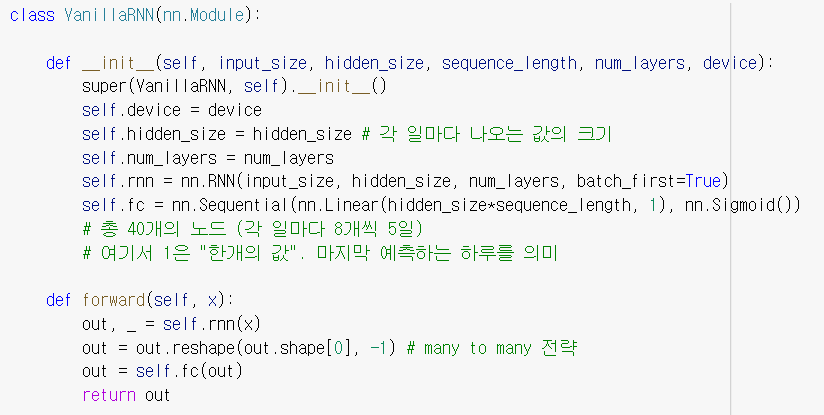 class VanillaRNN(nn.Module):
def __init__(self, input_size, hidden_size, sequence_length, num_layers, device):
super(VanillaRNN, self).__init__()
self.device = device
self.hidden_size = hidden_size # 각 일마다 나오는 값의 크기
self.num_layers = num_layers
self.rnn = nn.RNN(input_size, hidden_size, num_layers, batch_first=True)
self.fc = nn.Sequential(nn.Linear(hidden_size*sequence_length, 1), nn.Sigmoid())
# 총 40개의 노드 (각 일마다 8개씩 5일)
# 여기서 1은 "한개의 값". 마지막 예측하는 하루를 의미
def forward(self, x):
out, _ = self.rnn(x)
out = out.reshape(out.shape[0], -1) # many to many 전략
out = self.fc(out)
return out